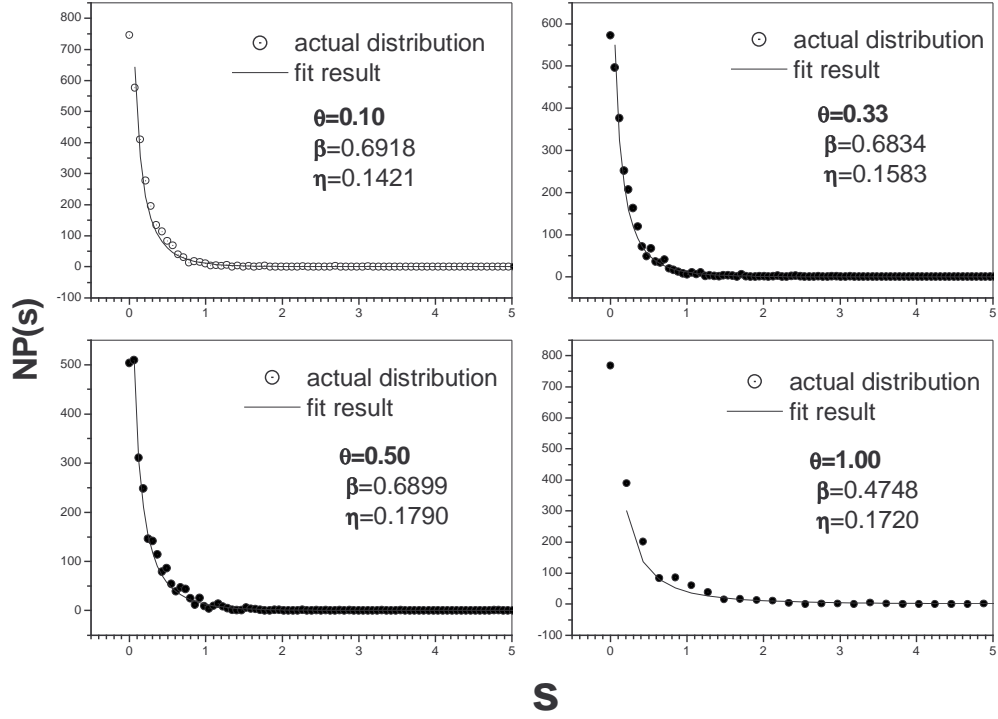 800
700
600
500
400
300
200
100
0
-100
0 1 2 3 4 5
actual distribution
fit result
θ=0.10
β=0.6918
η=0.1421
600
500
400
300
200
100
0
-100
0 1 2 3 4 5
actual distribution
fit result
θ=0.33
β=0.6834
η=0.1583
NP(s)
500
400
300
200
100
0
0 1 2 3 4 5
actual distribution
fit result
θ=0.50
β=0.6899
η=0.1790
800
700
600
500
400
300
200
100
0
-100
0 1 2 3 4 5
actual distribution
fit result
θ=1.00
β=0.4748
η=0.1720
s